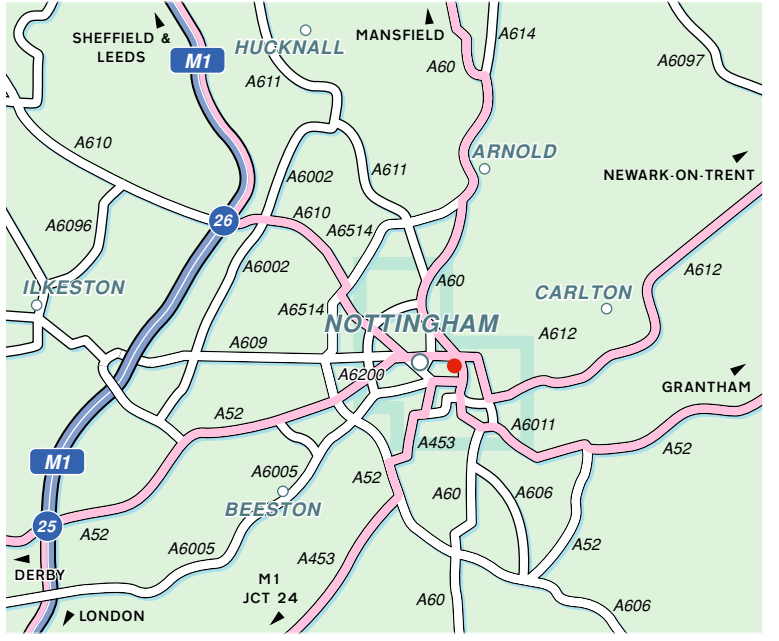 SHEFFIELD &
LEEDS
M1
HUCKNALL
MANSFIELD
A614
A60
A6097
A611
A610
ARNOLD
A6002
A611
NEWARK-ON-TRENT
A610
A6096
26
A6514
A6002
A612
A60
ILKESTON
CARLTON
A6514
NOTTINGHAM
A612
A609
A6200
GRANTHAM
A52
A6011
A453
A52
M1
A6005
A52
A60
A606
BEESTON
25
A52
A6005
A453
A52
DERBY
M1
JCT 24
A60
A606
LONDON